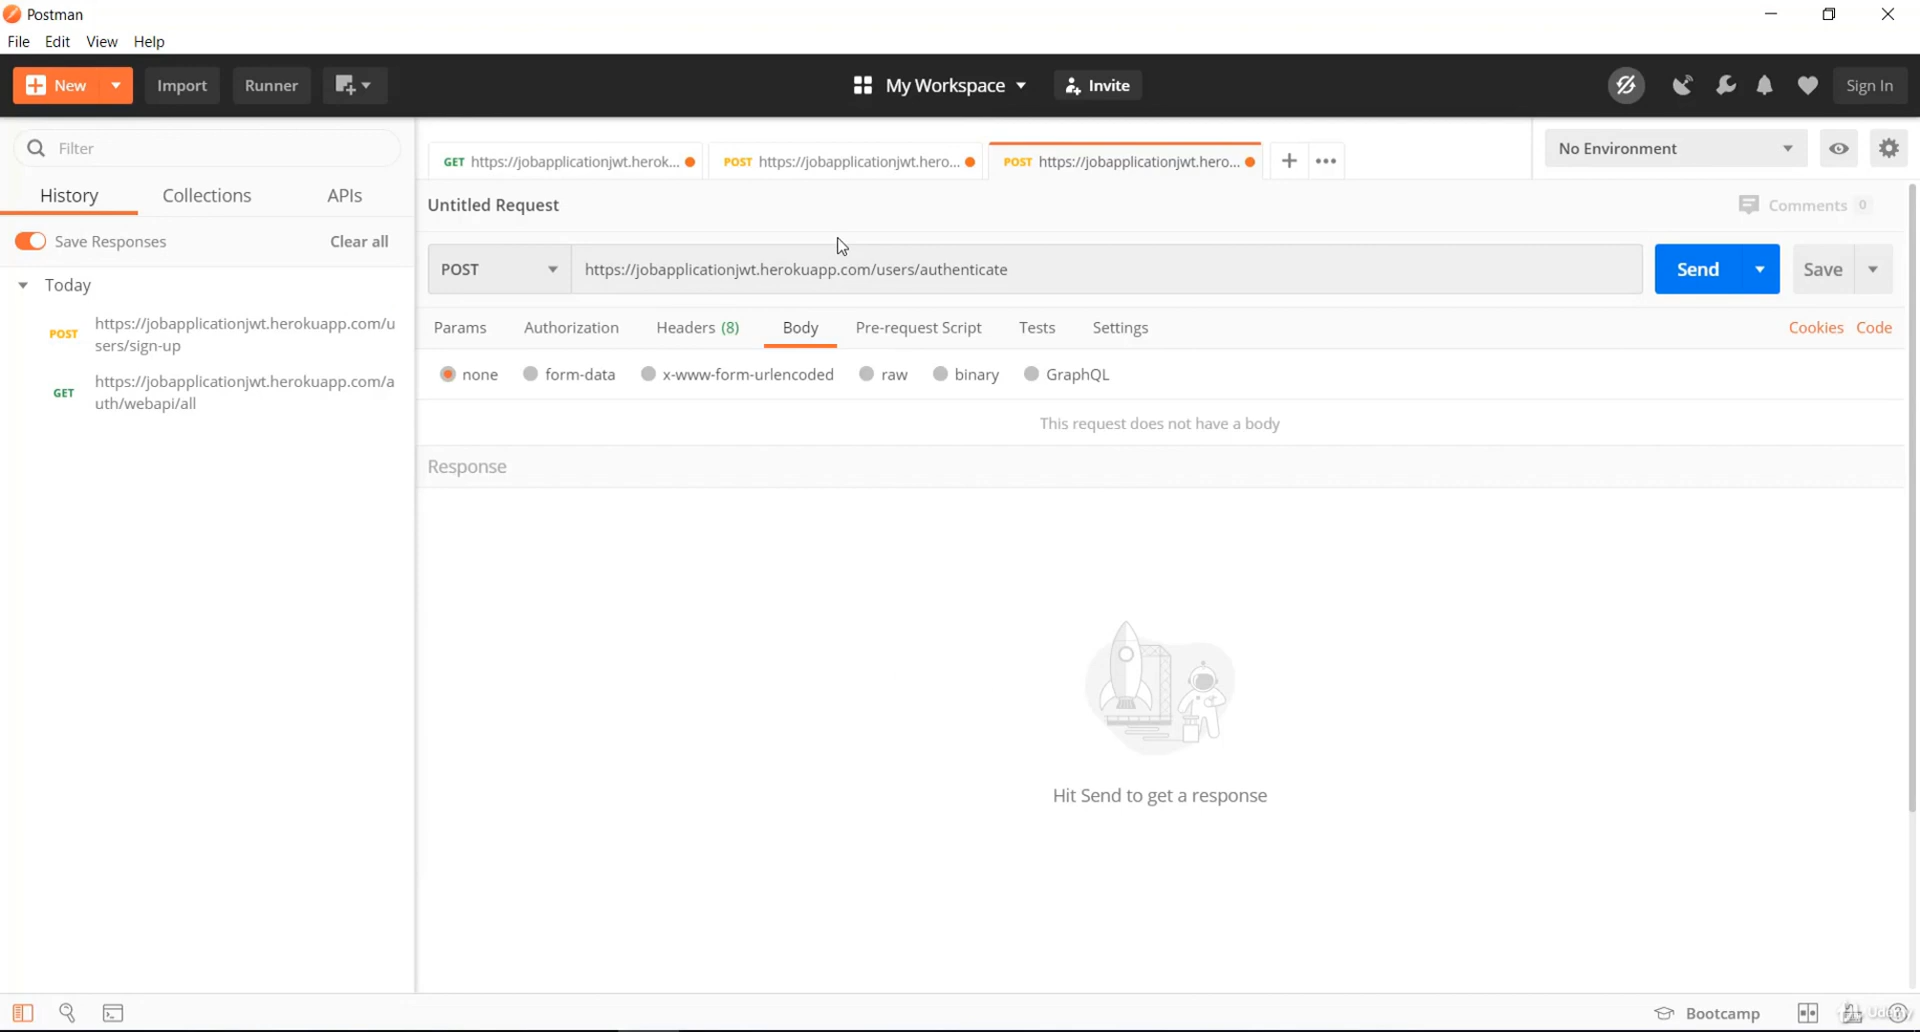 Postman
File Edit View Help
New Import Runner My Workspace Invite Sign In
Filter
GET https://jobapplicationjwt.herok... POST https://jobapplicationjwt.hero... POST https://jobapplicationjwt.hero... No Environment
History Collections APIs
Untitled Request Comments 0
Save Responses Clear all
POST https://jobapplicationjwt.herokuapp.com/users/authenticate Send Save
Today
POST https://jobapplicationjwt.herokuapp.com/u
sers/sign-up
GET https://jobapplicationjwt.herokuapp.com/a
uth/webapi/all
Params Authorization Headers (8) Body Pre-request Script Tests Settings Cookies Code
none form-data x-www-form-urlencoded raw binary GraphQL
This request does not have a body
Response
Hit Send to get a response
Bootcamp